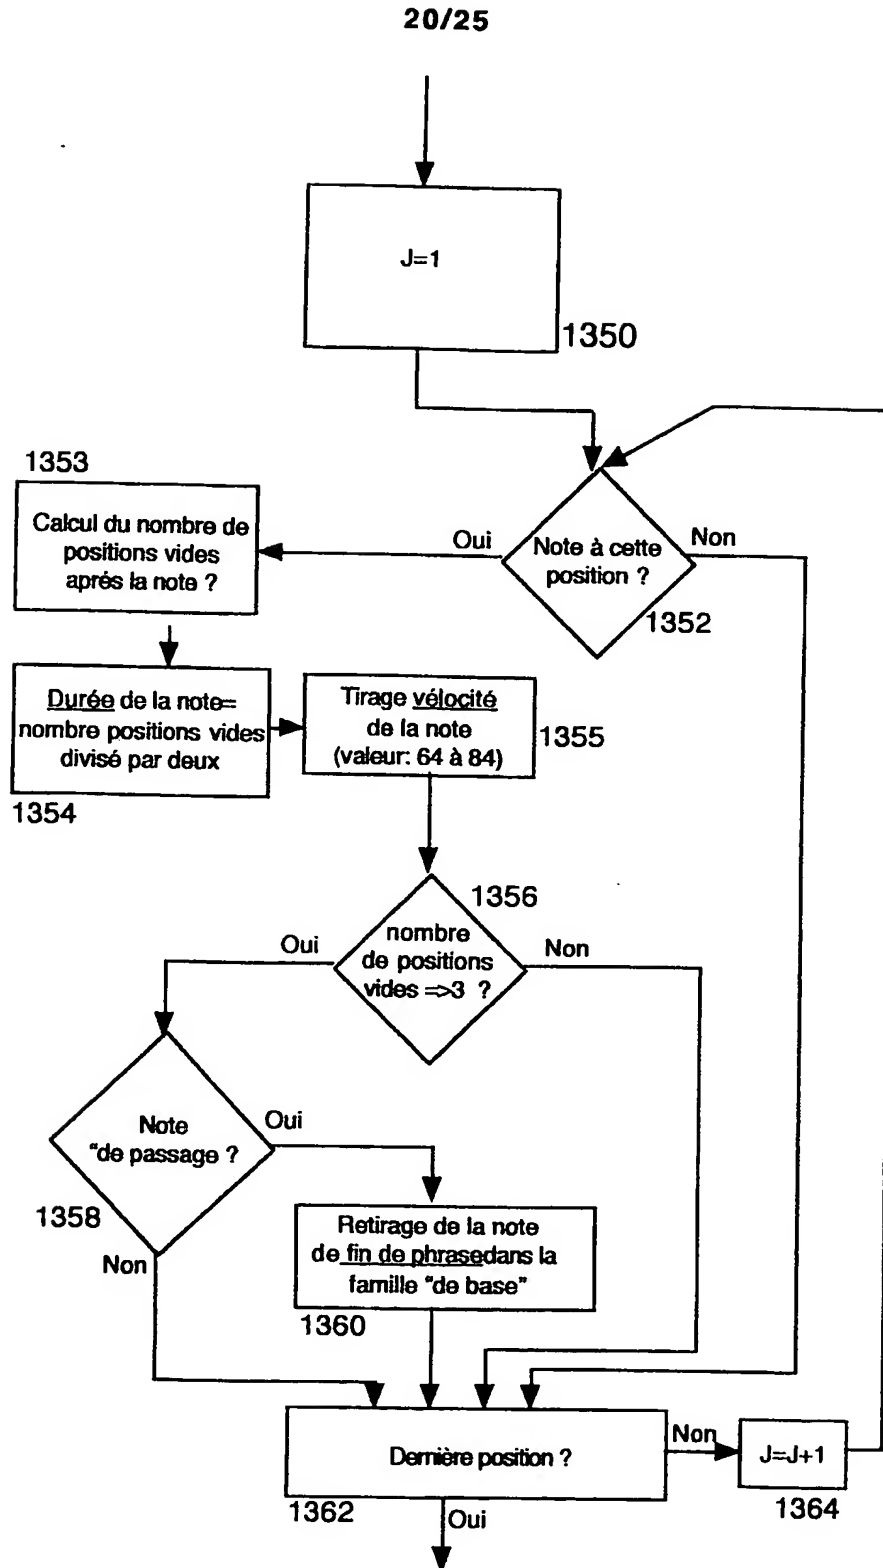 20/25
J=1
1350
1353
Calcul du nombre de
positions vides
aprés la note ?
Oui
Note à cette
position ?
Non
1352
Durée de la note=
nombre positions vides
divisé par deux
1354
Tirage vélocité
de la note
(valeur: 64 à 84)
1355
1356
nombre
de positions
vides =>3 ?
Oui
Non
Note
"de passage ?
Oui
1358
Non
Retirage de la note
de fin de phrasedans la
famille "de base"
1360
Dernière position ?
Non
J=J+1
1362
Oui
1364